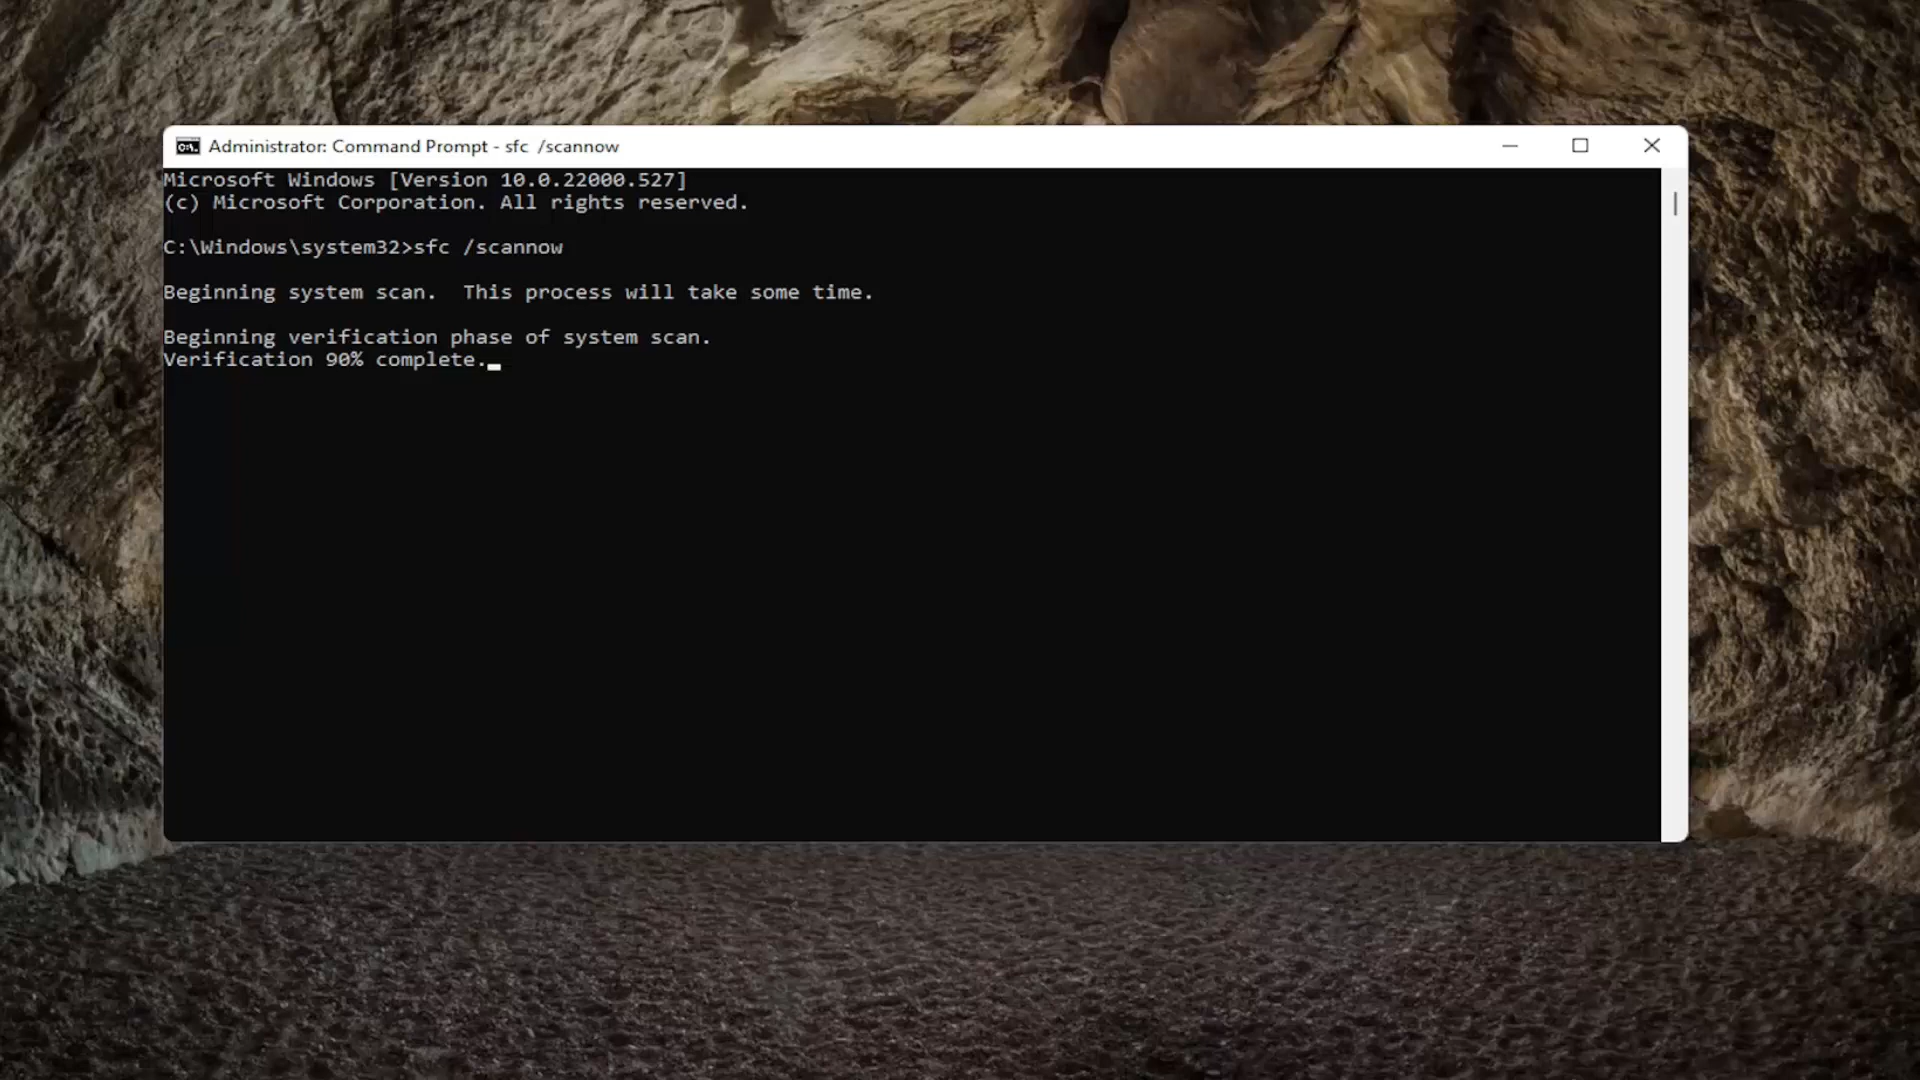 Administrator: Command Prompt - sfc  /scannow
Microsoft Windows [Version 10.0.22000.527]
(c) Microsoft Corporation. All rights reserved.
C:\Windows\system32>sfc /scannow
Beginning system scan.  This process will take some time.
Beginning verification phase of system scan.
Verification 90% complete.